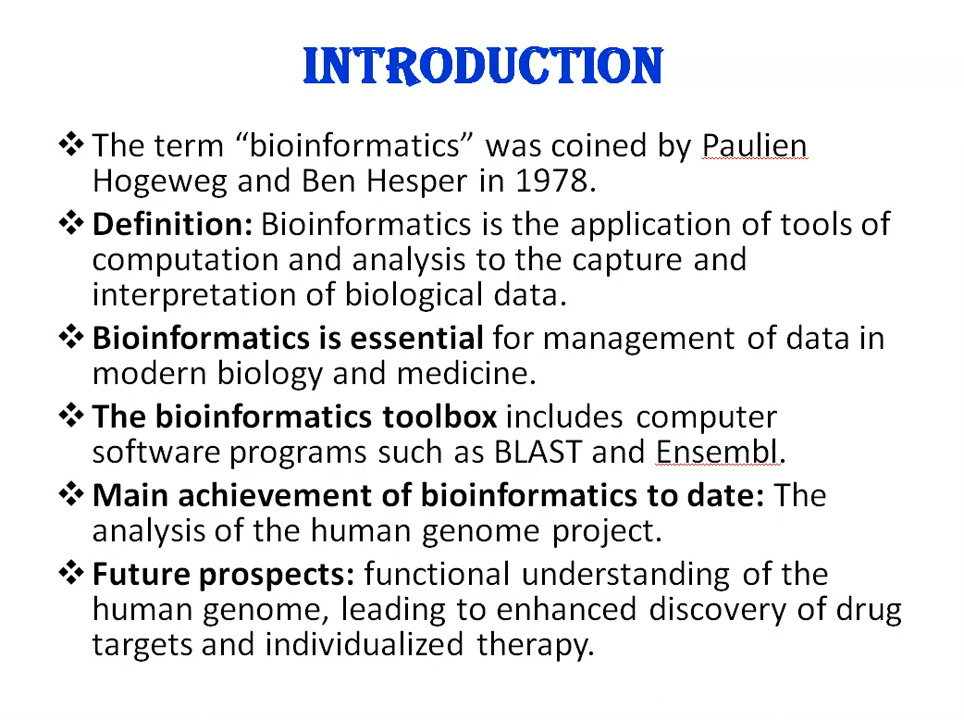 INTRODUCTION
❖ The term “bioinformatics” was coined by Paulien
Hogeweg and Ben Hesper in 1978.
❖ Definition: Bioinformatics is the application of tools of
computation and analysis to the capture and
interpretation of biological data.
❖ Bioinformatics is essential for management of data in
modern biology and medicine.
❖ The bioinformatics toolbox includes computer
software programs such as BLAST and Ensembl.
❖ Main achievement of bioinformatics to date: The
analysis of the human genome project.
❖ Future prospects: functional understanding of the
human genome, leading to enhanced discovery of drug
targets and individualized therapy.